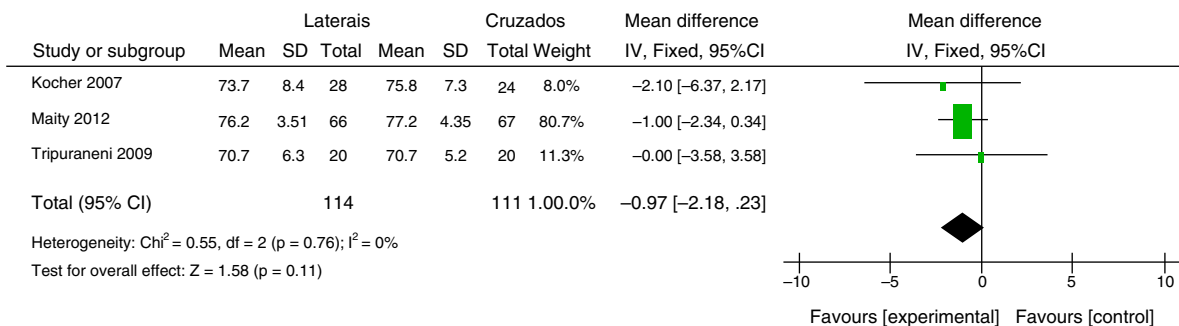 Laterais Cruzados Mean difference Mean difference
Study or subgroup Mean SD Total Mean SD Total Weight IV, Fixed, 95%CI IV, Fixed, 95%CI
Kocher 2007 73.7 8.4 28 75.8 7.3 24 8.0% –2.10 [–6.37, 2.17]
Maity 2012 76.2 3.51 66 77.2 4.35 67 80.7% –1.00 [–2.34, 0.34]
Tripuraneni 2009 70.7 6.3 20 70.7 5.2 20 11.3% –0.00 [–3.58, 3.58]
Total (95% CI) 114 111 1.00.0% –0.97 [–2.18, .23]
Heterogeneity: Chi² = 0.55, df = 2 (p = 0.76); I² = 0%
Test for overall effect: Z = 1.58 (p = 0.11)
–10 –5 0 5 10
Favours [experimental] Favours [control]